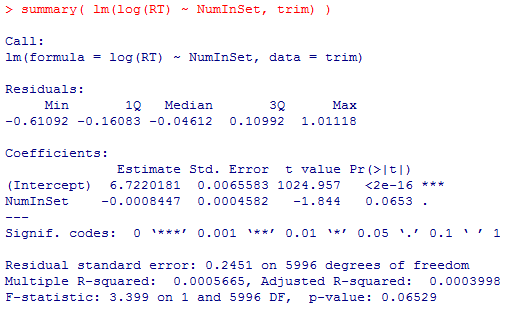 > summary( lm(log(RT) ~ NumInSet, trim) )
Call:
lm(formula = log(RT) ~ NumInSet, data = trim)
Residuals:
     Min       1Q   Median       3Q      Max
-0.61092 -0.16083 -0.04612  0.10992  1.01118
Coefficients:
              Estimate Std. Error  t value Pr(>|t|)
(Intercept)  6.7220181  0.0065583 1024.957   <2e-16 ***
NumInSet    -0.0008447  0.0004582   -1.844   0.0653 .
---
Signif. codes:  0 ‘***’ 0.001 ‘**’ 0.01 ‘*’ 0.05 ‘.’ 0.1 ‘ ’ 1
Residual standard error: 0.2451 on 5996 degrees of freedom
Multiple R-squared:  0.0005665, Adjusted R-squared:  0.0003998
F-statistic: 3.399 on 1 and 5996 DF,  p-value: 0.06529